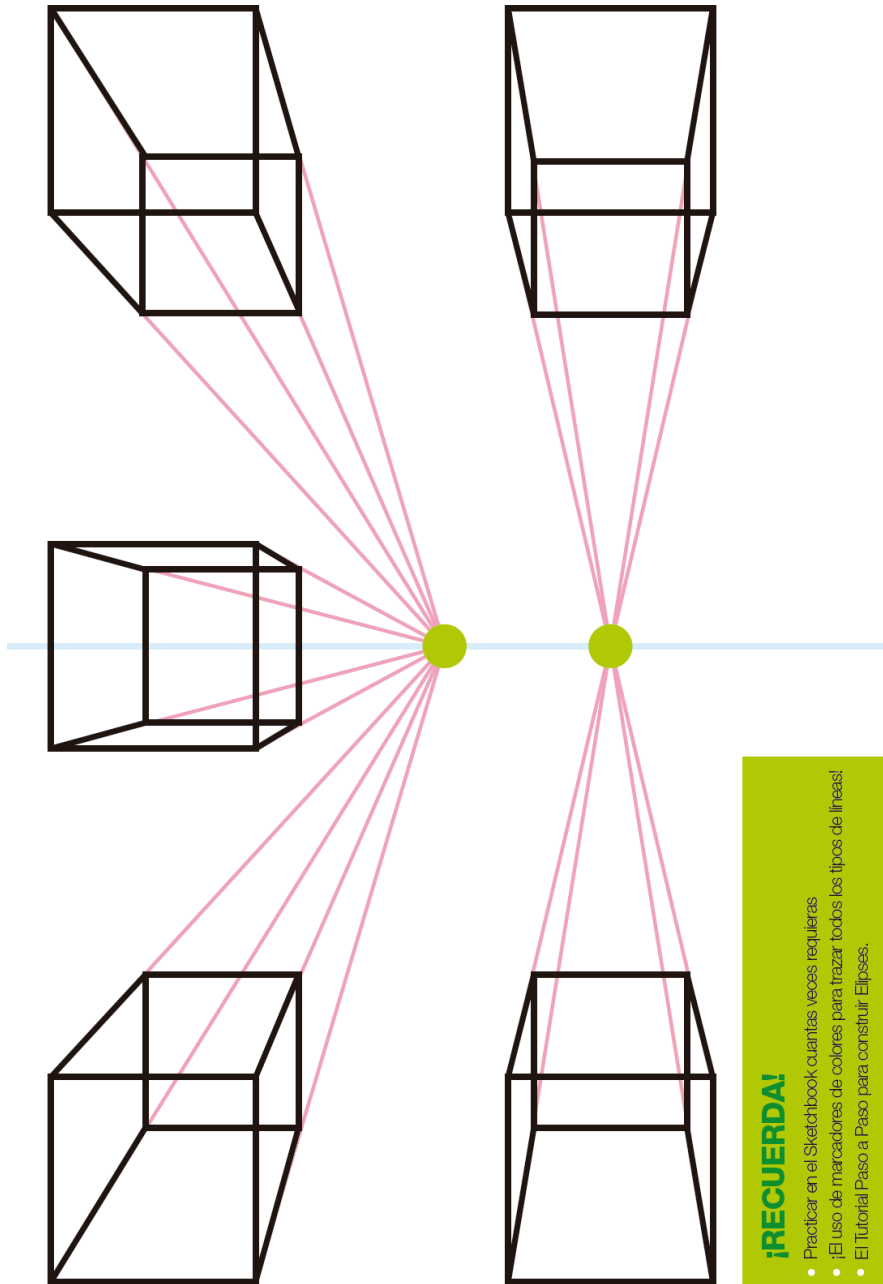 ¡RECUERDA!
• Practicar en el Sketchbook cuantas veces requieras
• ¡El uso de marcadores de colores para trazar todos los tipos de líneas!
• El Tutorial Paso a Paso para construir Elipses.